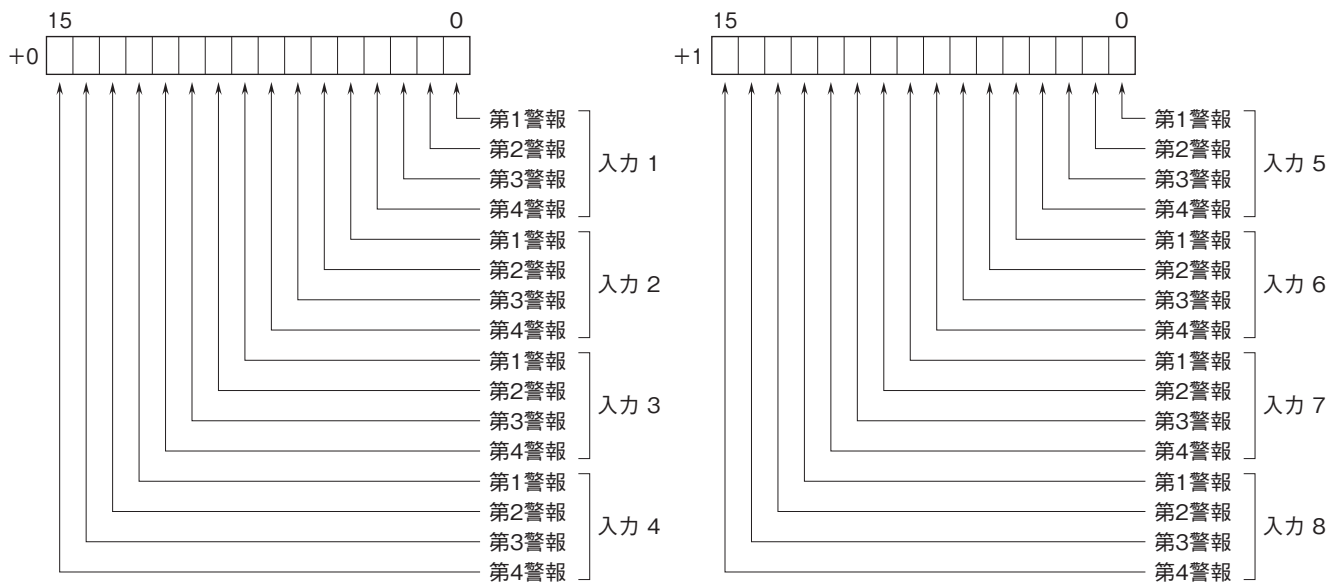 15 0
+0
第1警報
第2警報
第3警報
第4警報
入力 1
第1警報
第2警報
第3警報
第4警報
入力 2
第1警報
第2警報
第3警報
第4警報
入力 3
第1警報
第2警報
第3警報
第4警報
入力 4
15 0
+1
第1警報
第2警報
第3警報
第4警報
入力 5
第1警報
第2警報
第3警報
第4警報
入力 6
第1警報
第2警報
第3警報
第4警報
入力 7
第1警報
第2警報
第3警報
第4警報
入力 8